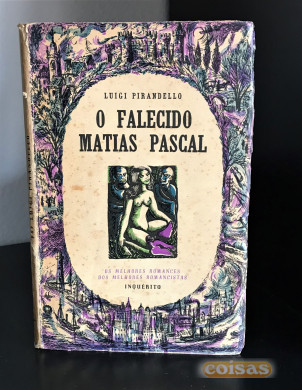 LUIGI PIRANDELLO
O FALECIDO
MATIAS PASCAL
OS MELHORES ROMANCES
DOS MELHORES ROMANCISTAS
INQUÉRITO
coisas